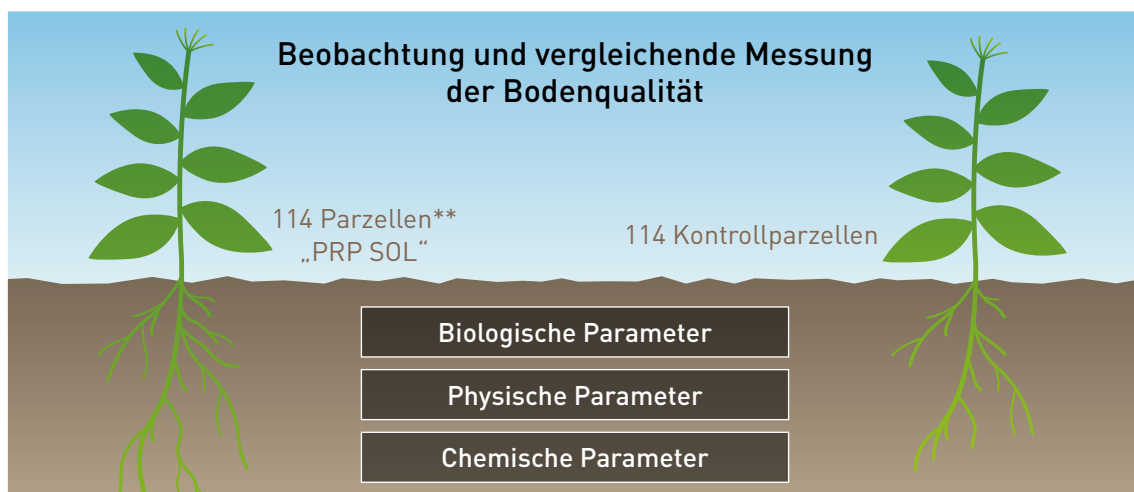 Beobachtung und vergleichende Messung
der Bodenqualität
114 Parzellen**
„PRP SOL“
114 Kontrollparzellen
Biologische Parameter
Physische Parameter
Chemische Parameter